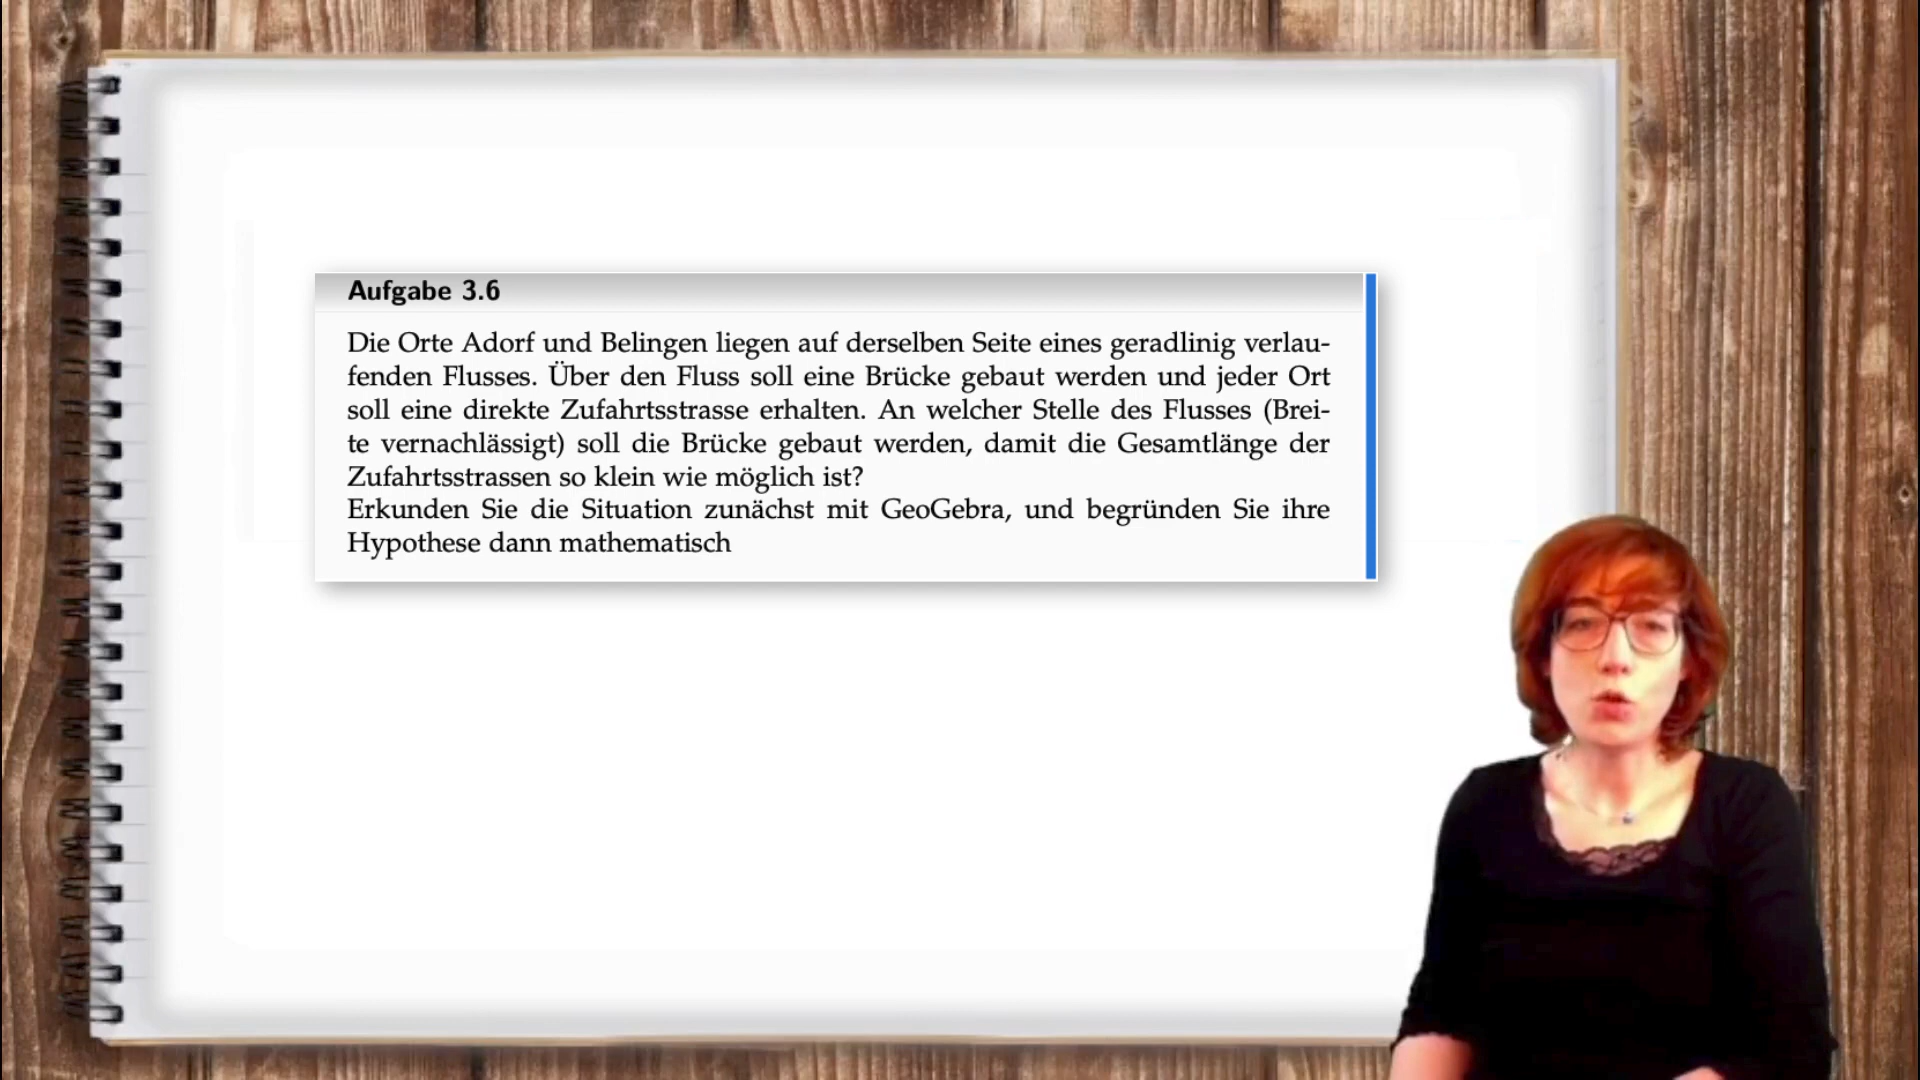 Aufgabe 3.6
Die Orte Adorf und Belingen liegen auf derselben Seite eines geradlinig verlau-
fenden Flusses. Über den Fluss soll eine Brücke gebaut werden und jeder Ort
soll eine direkte Zufahrtsstrasse erhalten. An welcher Stelle des Flusses (Brei-
te vernachlässigt) soll die Brücke gebaut werden, damit die Gesamtlänge der
Zufahrtsstrassen so klein wie möglich ist?
Erkunden Sie die Situation zunächst mit GeoGebra, und begründen Sie ihre
Hypothese dann mathematisch